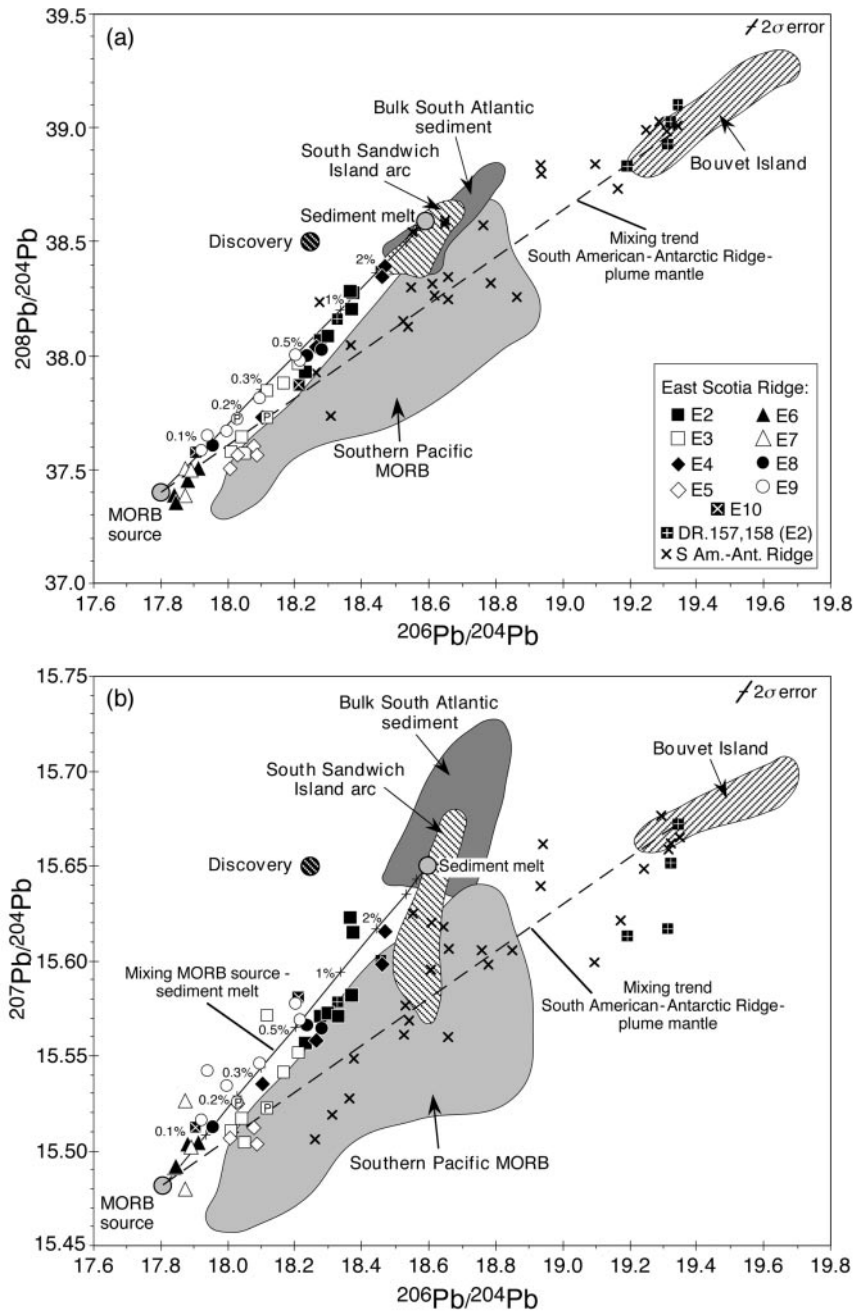 39.5
(a)
2σ error
Bulk South Atlantic
sediment
39.0
South Sandwich
Island arc
Bouvet Island
Sediment melt
38.5
Discovery
2%
Mixing trend
South American-Antarctic Ridge-
plume mantle
208Pb/204Pb
1%
0.5%
38.0
0.3%
East Scotia Ridge:
0.2%
P
P
E2
E6
0.1%
Southern Pacific
MORB
E3
E7
37.5
E4
E8
E5
E9
MORB
source
E10
DR.157,158 (E2)
S Am.-Ant. Ridge
37.0
17.6 17.8 18.0 18.2 18.4 18.6 18.8 19.0 19.2 19.4 19.6 19.8
206Pb/204Pb
15.75
(b)
2σ error
Bulk South Atlantic
sediment
Bouvet Island
South Sandwich
Island arc
15.70
Discovery
Sediment melt
15.65
207Pb/204Pb
2%
Mixing MORB source -
sediment melt
1%
15.60
Mixing trend
South American-Antarctic Ridge-
plume mantle
0.5%
15.55
0.3%
0.2%
P
P
0.1%
15.50
Southern Pacific MORB
MORB
source
15.45
17.6 17.8 18.0 18.2 18.4 18.6 18.8 19.0 19.2 19.4 19.6 19.8
206Pb/204Pb